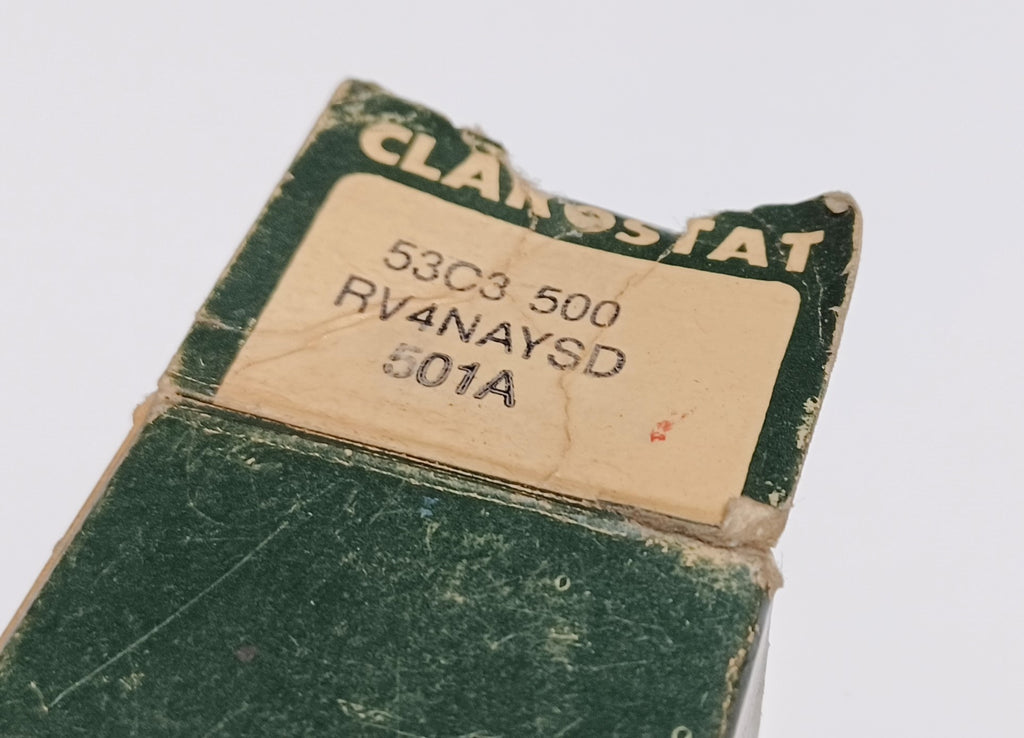 CLAROSTAT
53C3 500
RV4NAYSD
501A